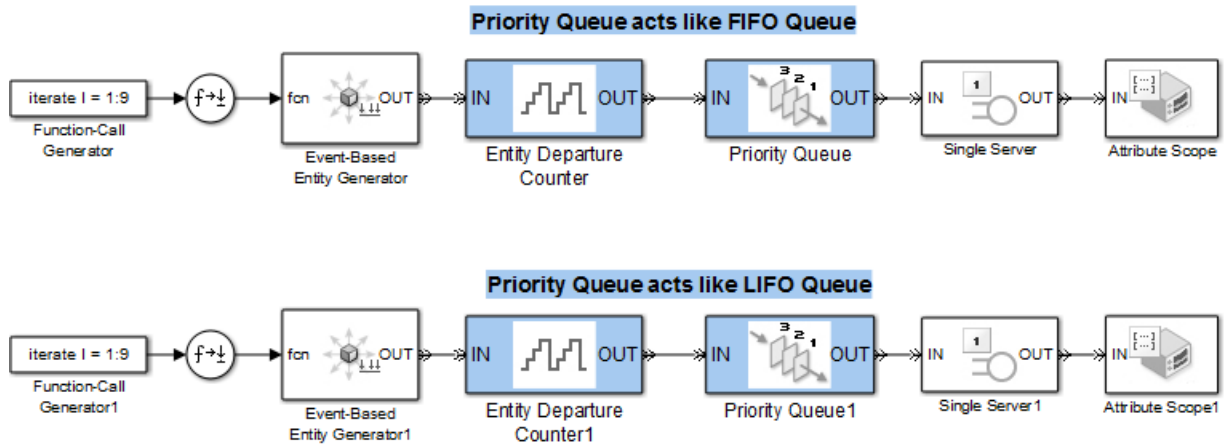 Priority Queue acts like FIFO Queue
iterate I = 1:9
f
fcn
OUT
IN
OUT
IN
3
2
1
OUT
IN
1
OUT
IN
[...]
[...]
Function-Call
Generator
Event-Based
Entity Generator
Entity Departure
Counter
Priority Queue
Single Server
Attribute Scope
Priority Queue acts like LIFO Queue
iterate I = 1:9
f
fcn
OUT
IN
OUT
IN
3
2
1
OUT
IN
1
OUT
IN
[...]
[...]
Function-Call
Generator1
Event-Based
Entity Generator1
Entity Departure
Counter1
Priority Queue1
Single Server1
Attribute Scope1